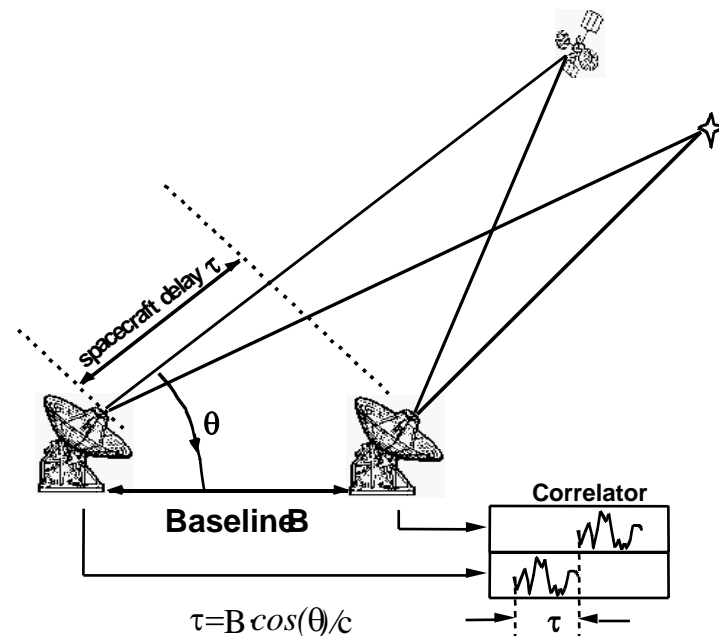 spacecraft delay τ
θ
BaselineB
Correlator
τ=B·cos(θ)/c
τ